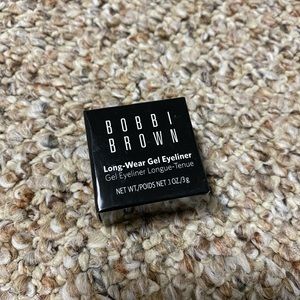 BOBBI
BROWN
Long-Wear Gel Eyeliner
Gel Eyeliner Longue-Tenue
NET WT./POIDS NET .1 OZ./3g